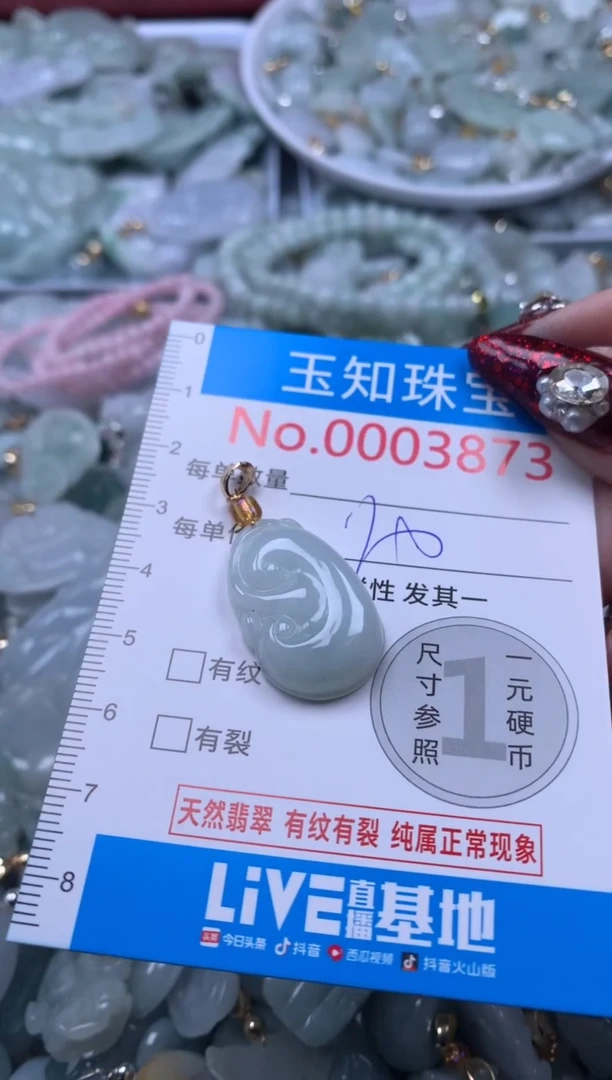 玉知珠宝
No.0003873
每单数量
每单
20
性 发其一
有纹
有裂
尺寸参照
1
一元硬币
天然翡翠 有纹有裂 纯属正常现象
LiVE直播基地
头条 今日头条 抖音 西瓜视频 抖音火山版
0
1
2
3
4
5
6
7
8